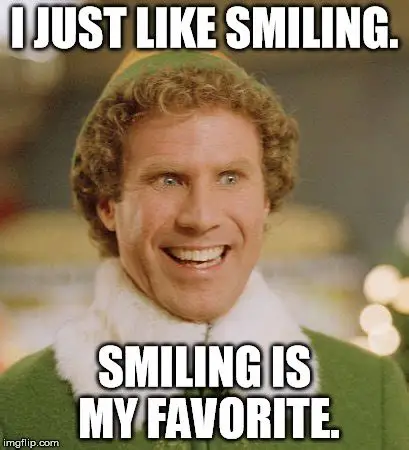 I JUST LIKE SMILING.
SMILING IS
MY FAVORITE.
imgflip.com